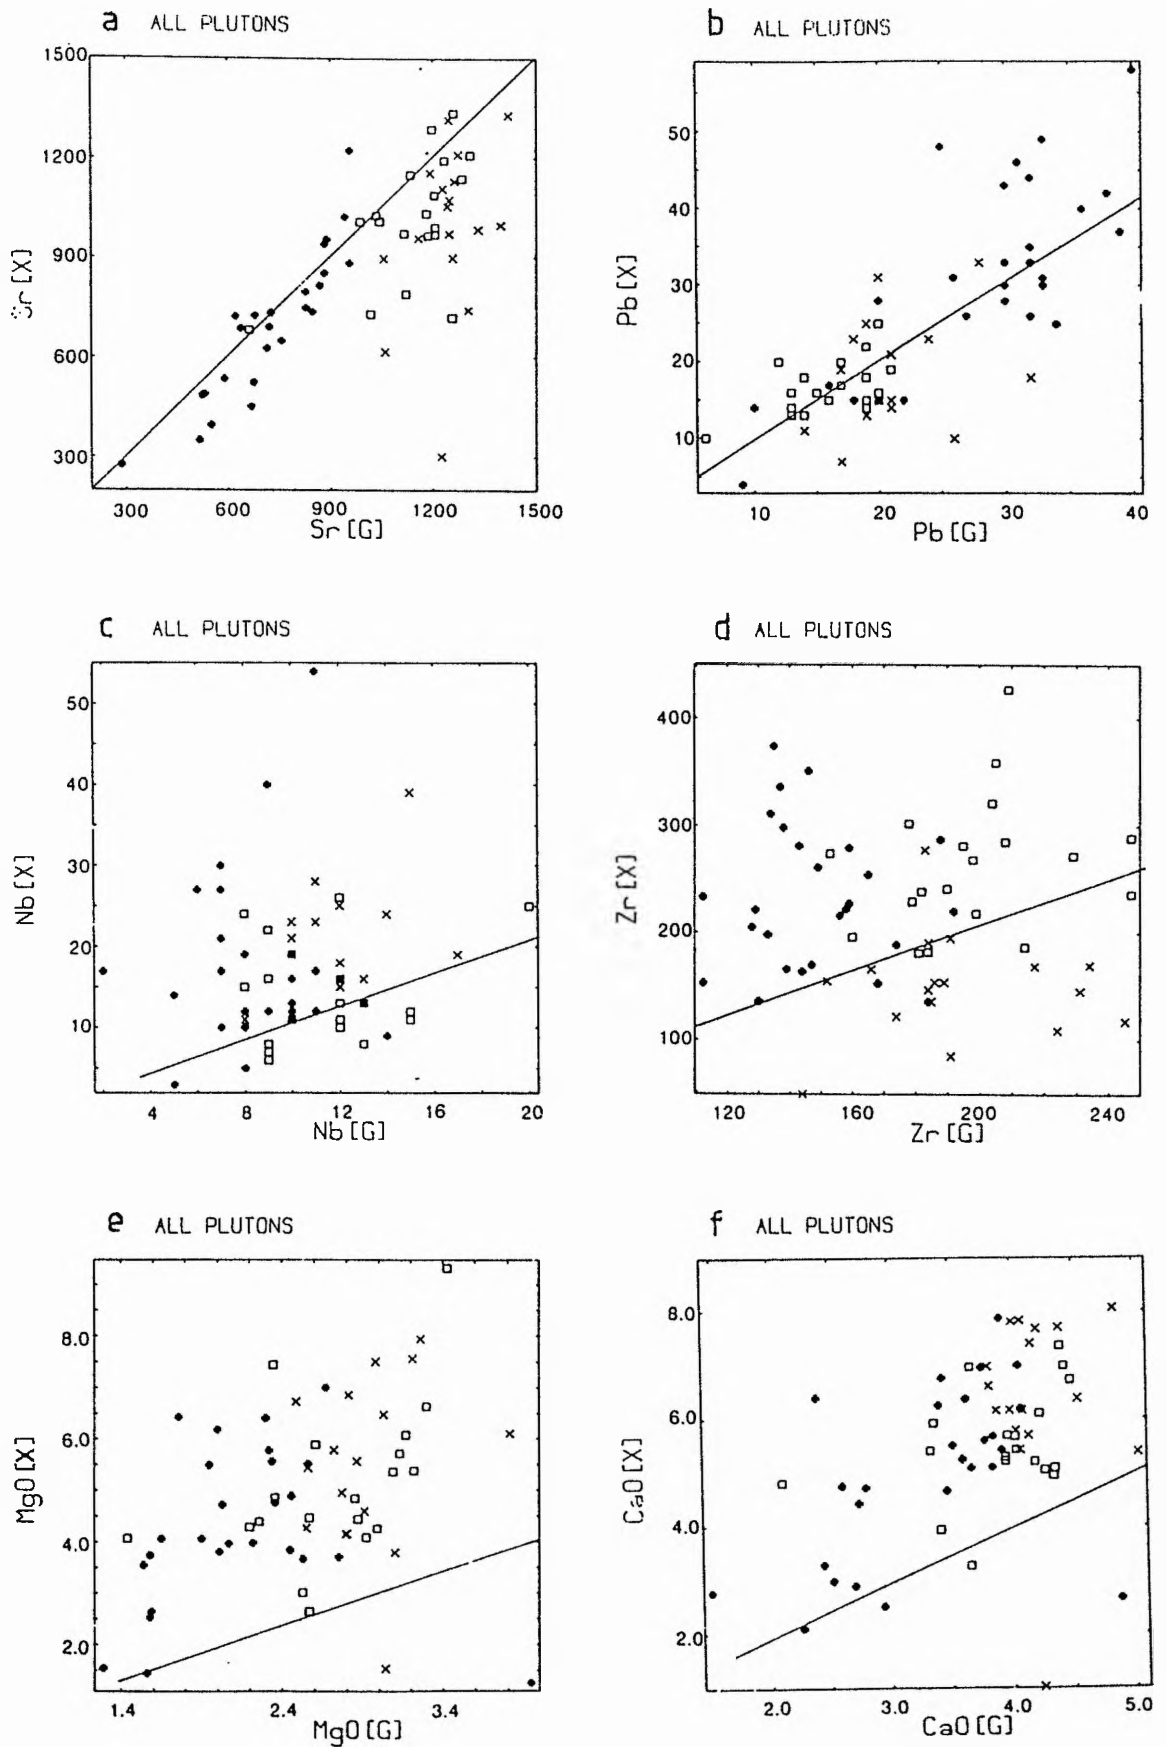 a ALL PLUTONS
1500
1200
900
600
300
Sr[X]
300 600 900 1200 1500
Sr[G]
b ALL PLUTONS
50
40
30
20
10
Pb[X]
10 20 30 40
Pb[G]
c ALL PLUTONS
50
40
30
20
10
Nb[X]
4 8 12 16 20
Nb[G]
d ALL PLUTONS
400
300
200
100
Zr[X]
120 160 200 240
Zr[G]
e ALL PLUTONS
8.0
6.0
4.0
2.0
MgO[X]
1.4 2.4 3.4
MgO[G]
f ALL PLUTONS
8.0
6.0
4.0
2.0
CaO[X]
2.0 3.0 4.0 5.0
CaO[G]